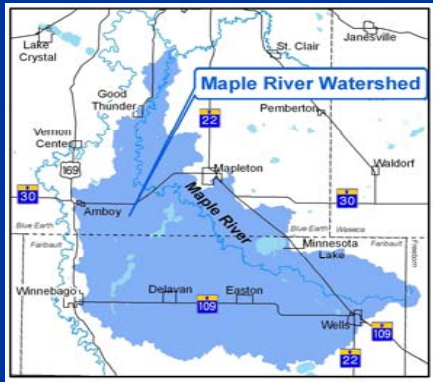 Lake
Crystal
St. Clair
Janesville
Maple River Watershed
Good
Thunder
22
Pemberton
Vernon
Center
169
Mapleton
Waldorf
30
Amboy
Maple River
30
Blue Earth
Waseca
Blue Earth
Faribault
Minnesota
Lake
Faribault
Freeborn
Winnebago
Delavan
Easton
109
Wells
109
22